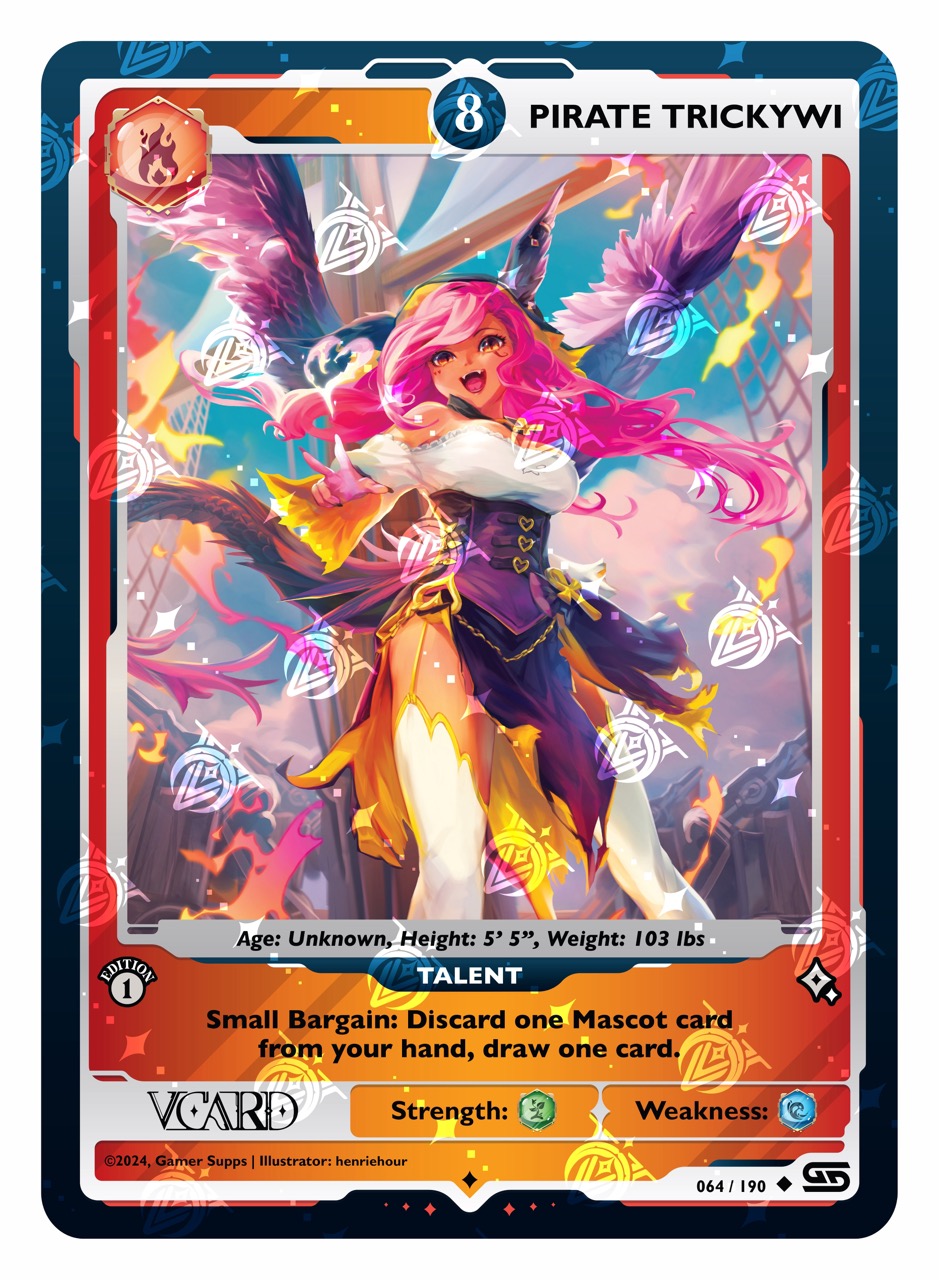 8
PIRATE TRICKYWI
Age: Unknown, Height: 5’ 5”, Weight: 103 lbs
TALENT
EDITION
1
Small Bargain: Discard one Mascot card
from your hand, draw one card.
VCARD
Strength:
Weakness:
©2024, Gamer Supps | Illustrator: henriehour
064 / 190
GS